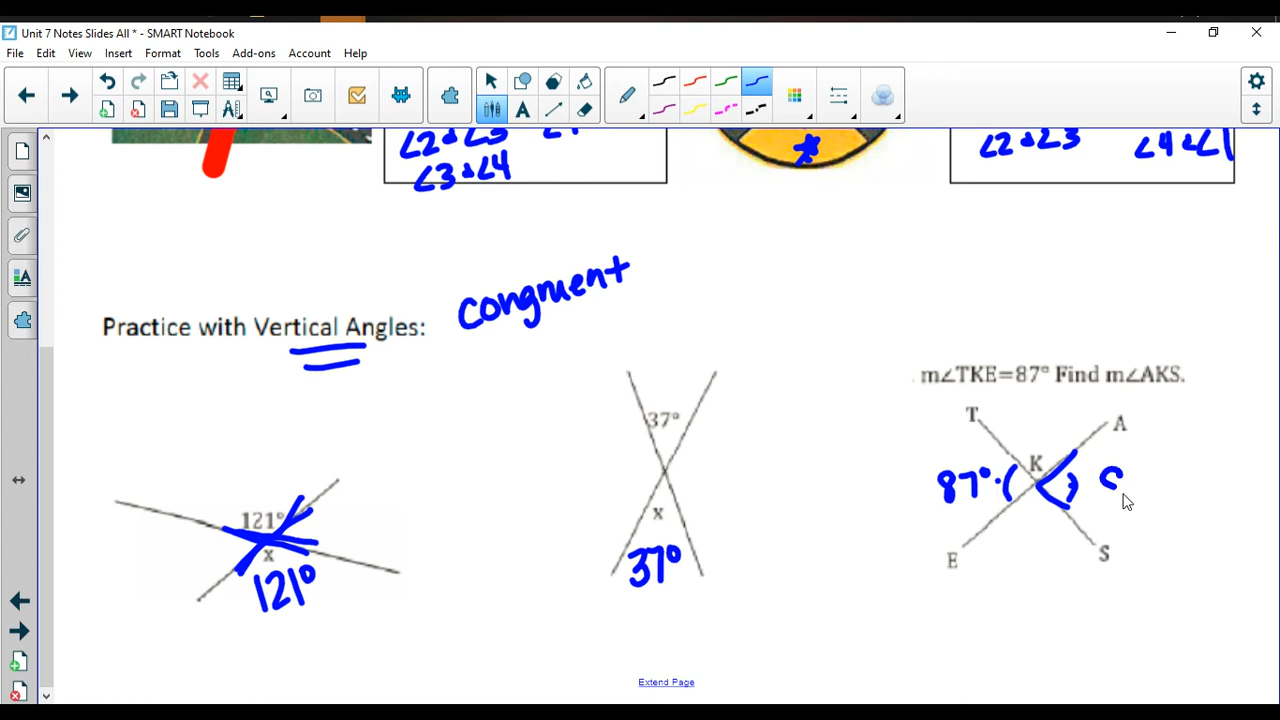 Unit 7 Notes Slides All * - SMART Notebook
File Edit View Insert Format Tools Add-ons Account Help
∠2 & ∠3
∠3 & ∠4
∠2 & ∠3 ∠4 & ∠1
*
congruent
Practice with Vertical Angles:
121°
x
121°
37°
x
37°
m∠TKE=87° Find m∠AKS.
T
A
K
87°
E
S
Extend Page